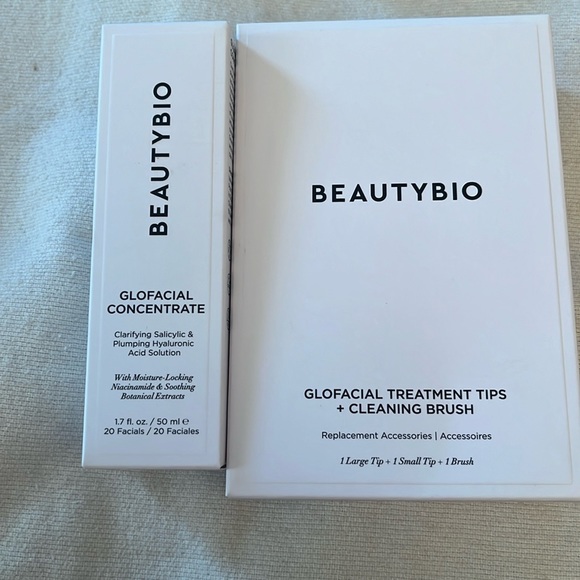 BEAUTYBIO
GLOFACIAL
CONCENTRATE
Clarifying Salicylic &
Plumping Hyaluronic
Acid Solution
With Moisture-Locking
Niacinamide & Soothing
Botanical Extracts
1.7 fl. oz. / 50 ml e
20 Facials / 20 Faciales
BEAUTYBIO
GLOFACIAL TREATMENT TIPS
+ CLEANING BRUSH
Replacement Accessories | Accessoires
1 Large Tip + 1 Small Tip + 1 Brush